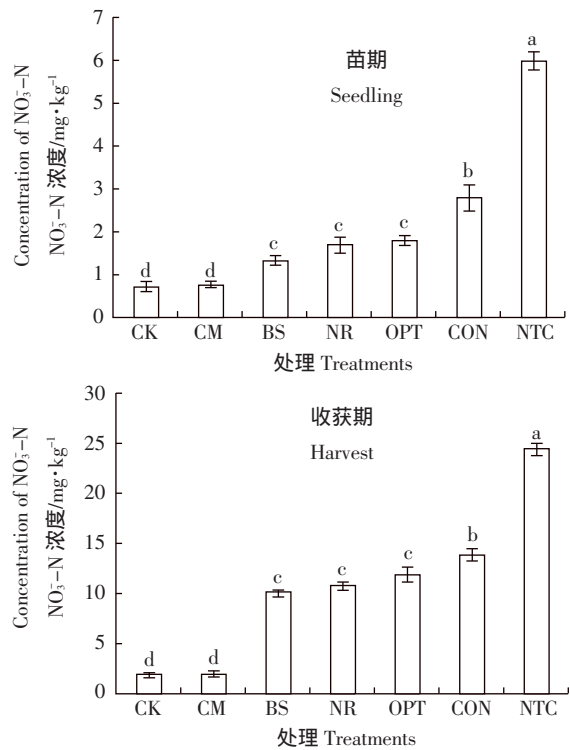 7
6
5
4
3
2
1
0
Concentration of NO₃⁻–N
NO₃⁻–N 浓度/mg·kg⁻¹
苗期
Seedling
d
d
c
c
c
b
a
CK CM BS NR OPT CON NTC
处理 Treatments
30
25
20
15
10
5
0
Concentration of NO₃⁻–N
NO₃⁻–N 浓度/mg·kg⁻¹
收获期
Harvest
d
d
c
c
c
b
a
CK CM BS NR OPT CON NTC
处理 Treatments